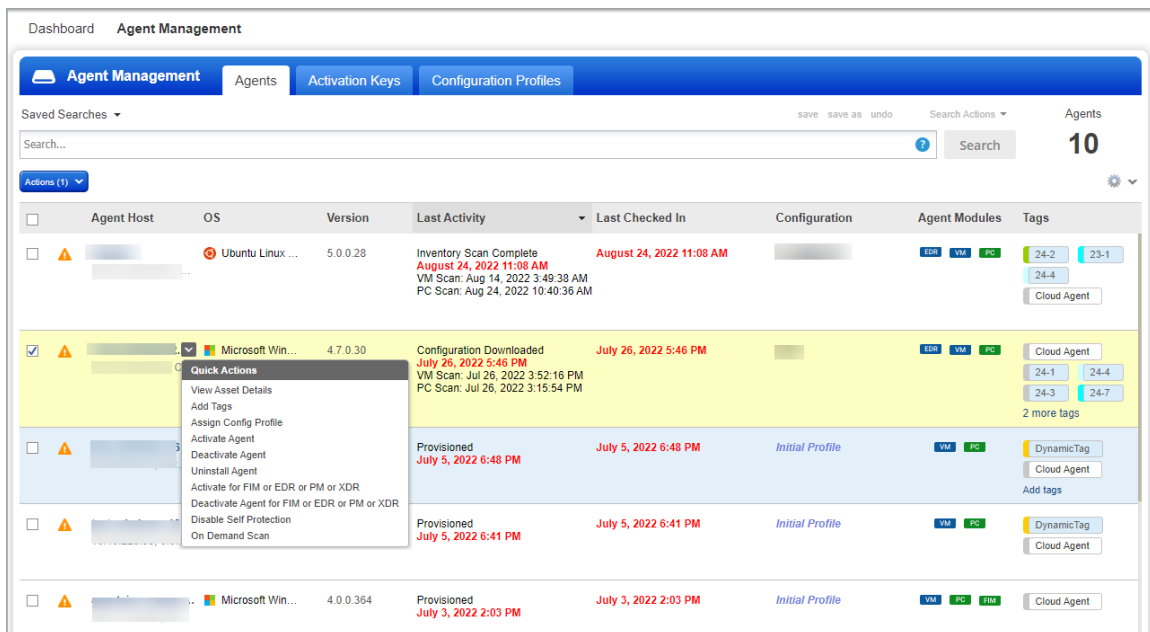 Dashboard Agent Management
Agent Management Agents Activation Keys Configuration Profiles
Saved Searches save save as undo Search Actions Agents
Search... ? Search 10
Actions (1)
Agent Host OS Version Last Activity Last Checked In Configuration Agent Modules Tags
Ubuntu Linux ... 5.0.0.28 Inventory Scan Complete August 24, 2022 11:08 AM EDR VM PC 24-2 23-1
August 24, 2022 11:08 AM
VM Scan: Aug 14, 2022 3:49:38 AM 24-4
PC Scan: Aug 24, 2022 10:40:36 AM Cloud Agent
Microsoft Win... 4.7.0.30 Configuration Downloaded July 26, 2022 5:46 PM EDR VM PC Cloud Agent
July 26, 2022 5:46 PM
VM Scan: Jul 26, 2022 3:52:16 PM 24-1 24-4
PC Scan: Jul 26, 2022 3:15:54 PM 24-3 24-7
2 more tags
Quick Actions
View Asset Details
Add Tags
Assign Config Profile
Activate Agent
Deactivate Agent
Uninstall Agent
Activate for FIM or EDR or PM or XDR
Deactivate Agent for FIM or EDR or PM or XDR
Disable Self Protection
On Demand Scan
Provisioned July 5, 2022 6:48 PM Initial Profile VM PC DynamicTag
July 5, 2022 6:48 PM Cloud Agent
Add tags
Provisioned July 5, 2022 6:41 PM Initial Profile VM PC DynamicTag
July 5, 2022 6:41 PM Cloud Agent
Microsoft Win... 4.0.0.364 Provisioned July 3, 2022 2:03 PM Initial Profile VM PC FIM Cloud Agent
July 3, 2022 2:03 PM